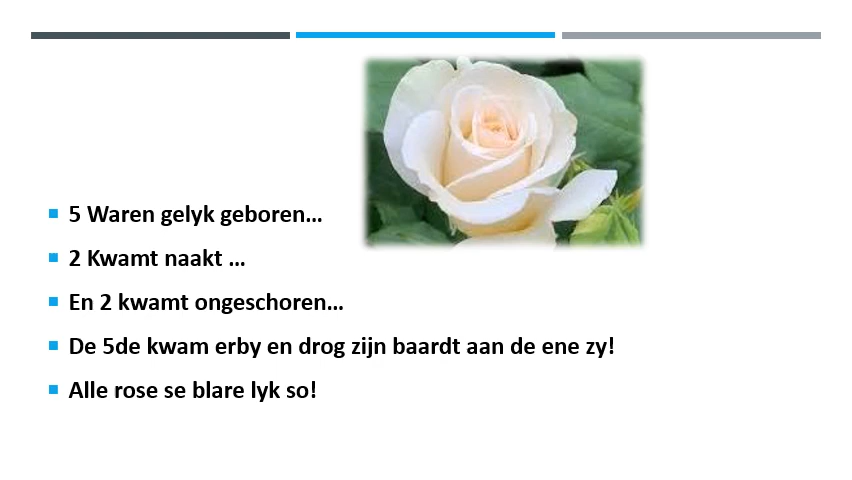 5 Waren gelyk geboren…
2 Kwamt naakt …
En 2 kwamt ongeschoren…
De 5de kwam erby en drog zijn baardt aan de ene zy!
Alle rose se blare lyk so!